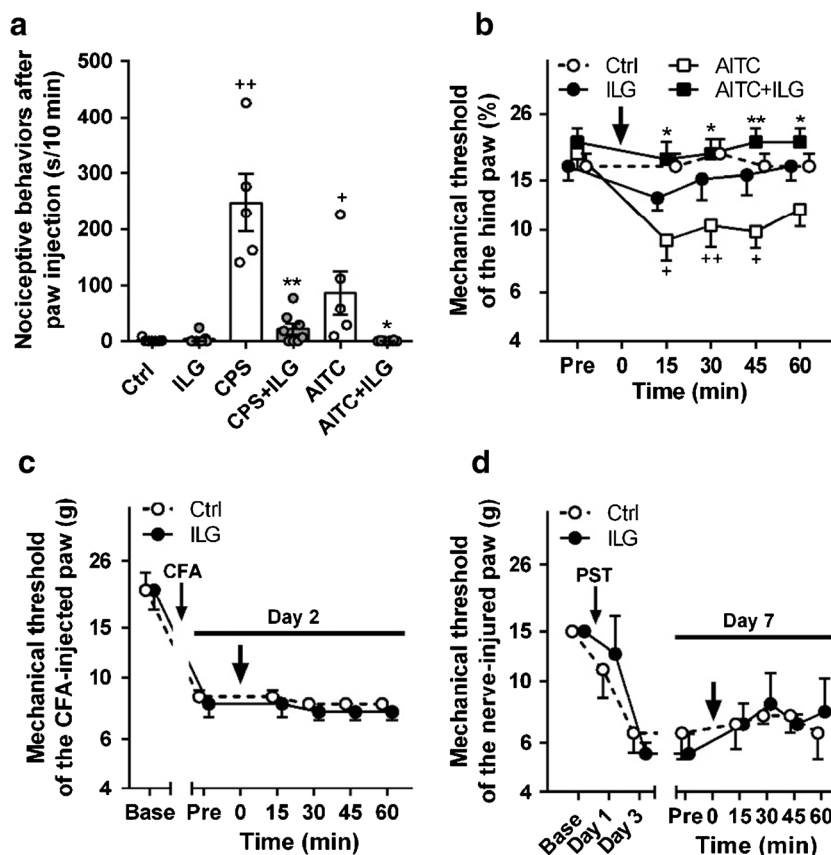 a
Nociceptive behaviors after
paw injection (s/10 min)
500
400
300
200
100
0
++
**
+
*
Ctrl
ILG
CPS
CPS+ILG
AITC
AITC+ILG
b
Ctrl
AITC
ILG
AITC+ILG
Mechanical threshold
of the hind paw (%)
26
15
10
6
4
* * ** *
+ ++ +
Pre 0 15 30 45 60
Time (min)
c
Ctrl
ILG
Mechanical threshold
of the CFA-injected paw (g)
26
15
10
6
4
CFA
Day 2
Base Pre 0 15 30 45 60
Time (min)
d
Ctrl
ILG
Mechanical threshold
of the nerve-injured paw (g)
26
15
10
6
4
PST
Day 7
Base
Day 1
Day 3
Pre 0 15 30 45 60
Time (min)